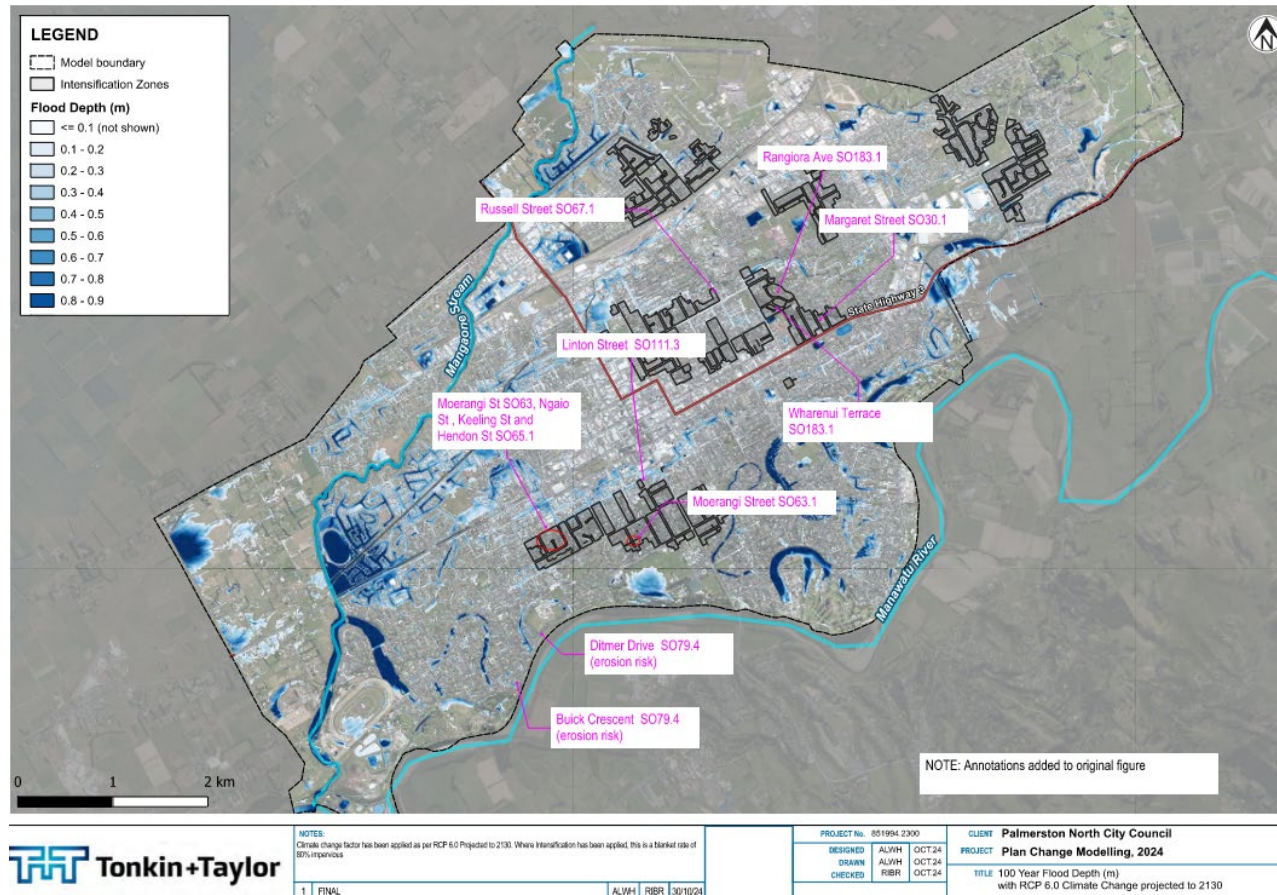 LEGEND
Model boundary
Intensification Zones
Flood Depth (m)
<= 0.1 (not shown)
0.1 - 0.2
0.2 - 0.3
0.3 - 0.4
0.4 - 0.5
0.5 - 0.6
0.6 - 0.7
0.7 - 0.8
0.8 - 0.9
N
Rangiora Ave SO183.1
Russell Street SO67.1
Margaret Street SO30.1
State Highway 3
Mangaone Stream
Linton Street SO111.3
Moerangi St SO63, Ngaio
St , Keeling St and
Hendon St SO65.1
Wharenui Terrace
SO183.1
Moerangi Street SO63.1
Manawatu River
Ditmer Drive SO79.4
(erosion risk)
Buick Crescent SO79.4
(erosion risk)
NOTE: Annotations added to original figure
0 1 2 km
Tonkin+Taylor
NOTES:
Climate change factor has been applied as per RCP 6.0 Projected to 2130. Where Intensification has been applied, this is a blanket rate of
80% impervious
1 FINAL ALWH RIBR 30/10/24
PROJECT No. 851994.2300
DESIGNED ALWH OCT.24
DRAWN ALWH OCT.24
CHECKED RIBR OCT.24
CLIENT Palmerston North City Council
PROJECT Plan Change Modelling, 2024
TITLE 100 Year Flood Depth (m)
with RCP 6.0 Climate Change projected to 2130